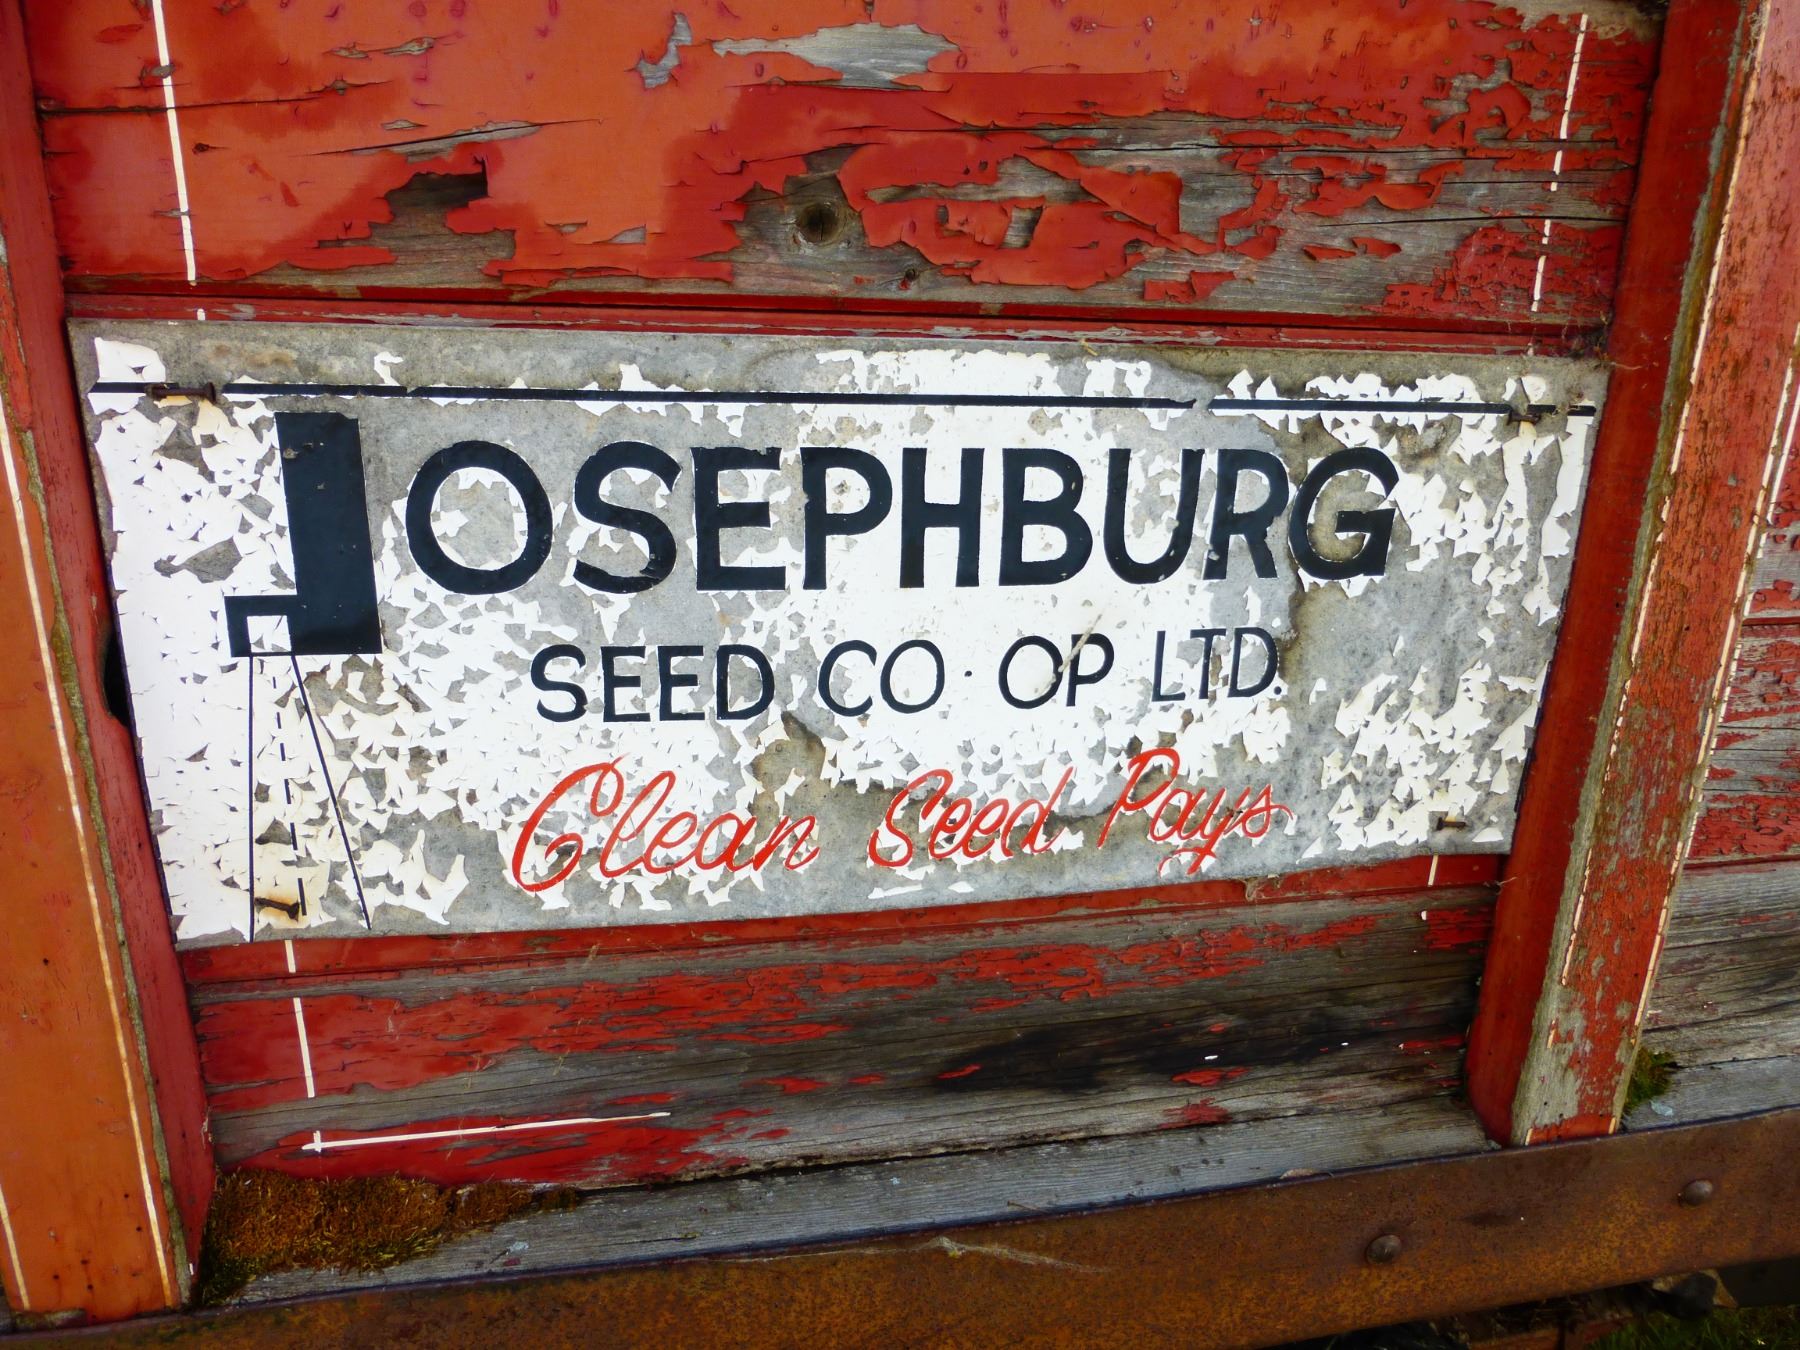 JOSEPHBURG
SEED CO·OP LTD.
Clean Seed Pays